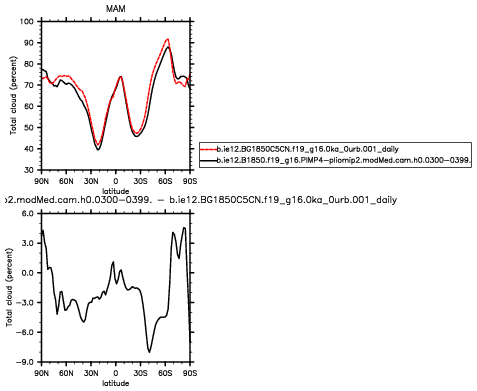 MAM
Total cloud (percent)
100
90
80
70
60
50
40
30
90N 60N 30N 0 30S 60S 90S
latitude
b.ie12.BG1850C5CN.f19_g16.0ka_0urb.001_daily
b.ie12.B1850.f19_g16.PIMP4-pliomip2.modMed.cam.h0.0300-0399.
p2.modMed.cam.h0.0300-0399. - b.ie12.BG1850C5CN.f19_g16.0ka_0urb.001_daily
Total cloud (percent)
6.0
3.0
0.0
-3.0
-6.0
-9.0
90N 60N 30N 0 30S 60S 90S
latitude